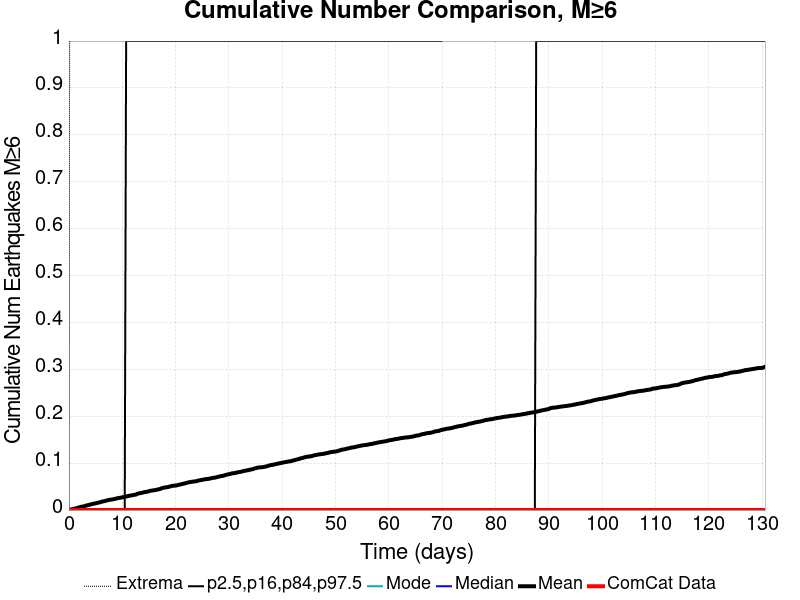 Cumulative Number Comparison, M≥6
Cumulative Num Earthquakes M≥6
1
0.9
0.8
0.7
0.6
0.5
0.4
0.3
0.2
0.1
0
0 10 20 30 40 50 60 70 80 90 100 110 120 130
Time (days)
Extrema p2.5,p16,p84,p97.5 Mode Median Mean ComCat Data